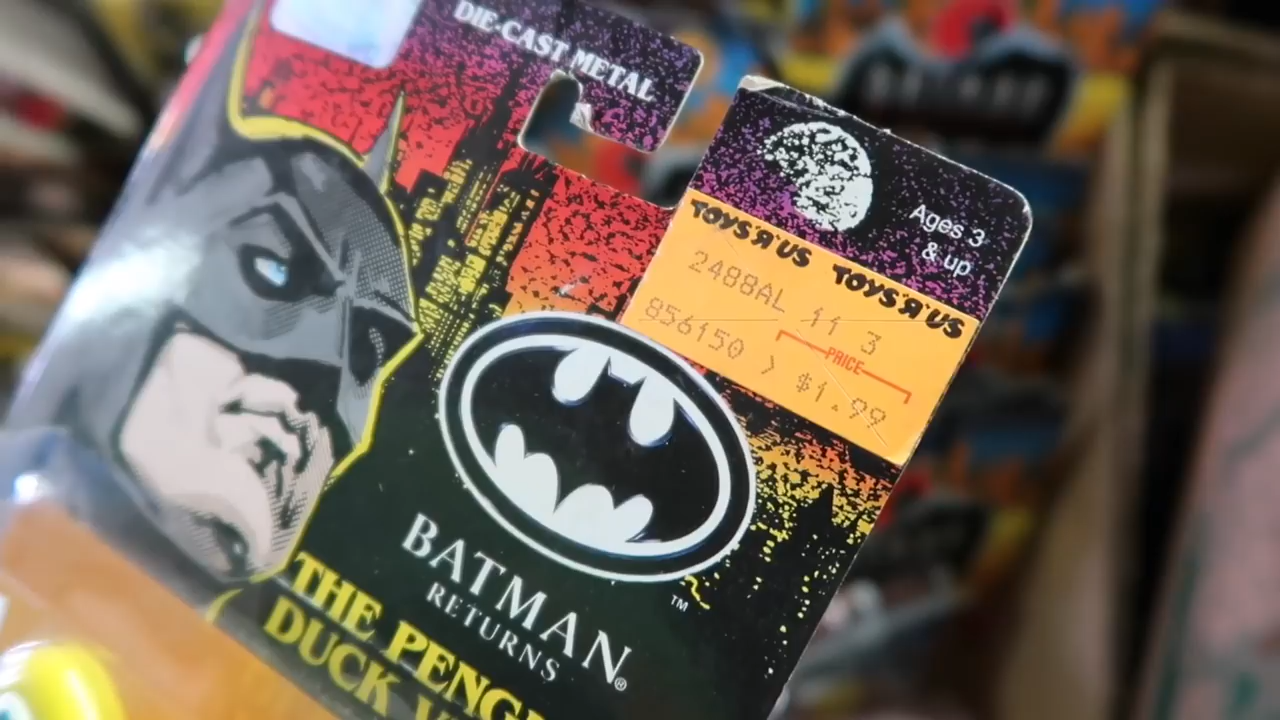 DIE-CAST METAL
Ages 3
& up
TOYS"R"US TOYS"R"US
2488AL 11 3
856150 > PRICE
$1.99
BATMAN
RETURNS®
TM
THE PENG
DUCK